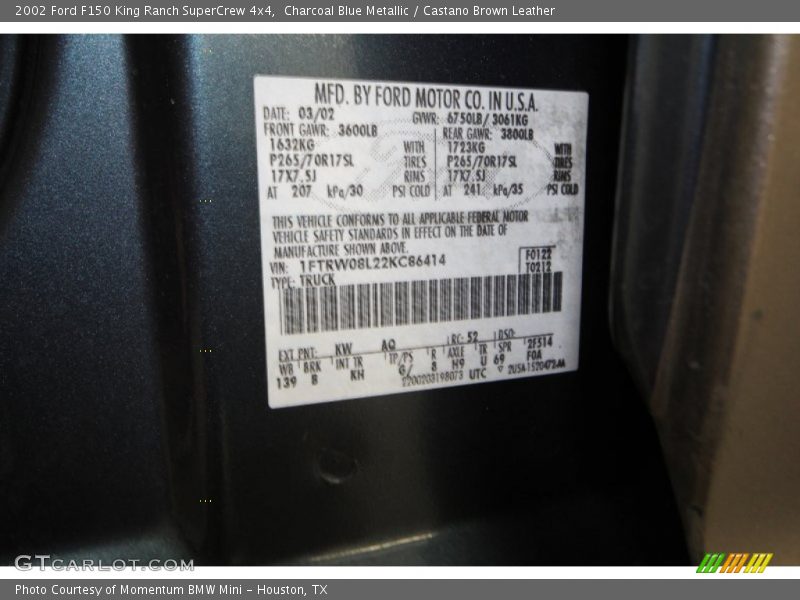 2002 Ford F150 King Ranch SuperCrew 4x4, Charcoal Blue Metallic / Castano Brown Leather
MFD. BY FORD MOTOR CO. IN U.S.A.
DATE: 03/02 GVWR: 6750LB/ 3061KG
FRONT GAWR: 3600LB REAR GAWR: 3800LB
1632KG WITH 1723KG WITH
P265/70R17SL TIRES P265/70R17SL TIRES
17X7.5J RIMS 17X7.5J RIMS
AT 207 kPa/30 PSI COLD AT 241 kPa/35 PSI COLD
THIS VEHICLE CONFORMS TO ALL APPLICABLE FEDERAL MOTOR
VEHICLE SAFETY STANDARDS IN EFFECT ON THE DATE OF
MANUFACTURE SHOWN ABOVE.
VIN: 1FTRW08L22KC86414 F0122
TYPE: TRUCK T0212
EXT PNT: KW AQ RC: 52 DSO:
WB BRK INT TR TP/PS R AXLE TR SPR 2F514
139 B KH G/ 8 H9 U 69 F0A
2200203198073 UTC
GTCARLOT.COM
Photo Courtesy of Momentum BMW Mini - Houston, TX